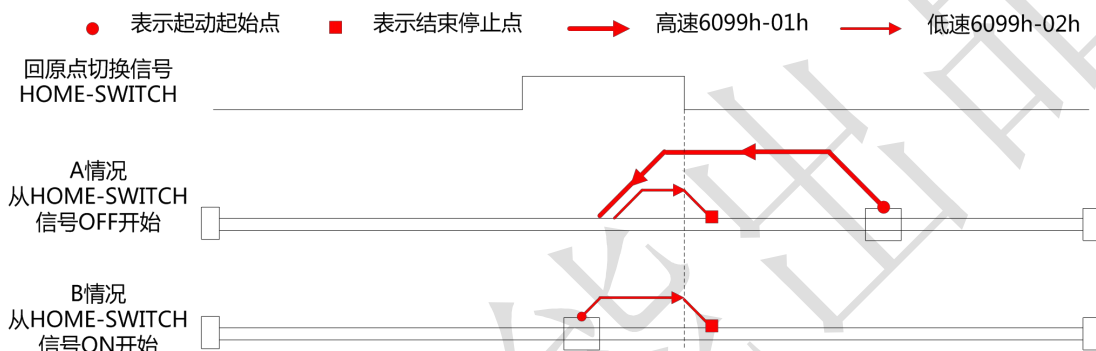 表示起动起始点 表示结束停止点 高速6099h-01h 低速6099h-02h
回原点切换信号
HOME-SWITCH
A情况
从HOME-SWITCH
信号OFF开始
B情况
从HOME-SWITCH
信号ON开始